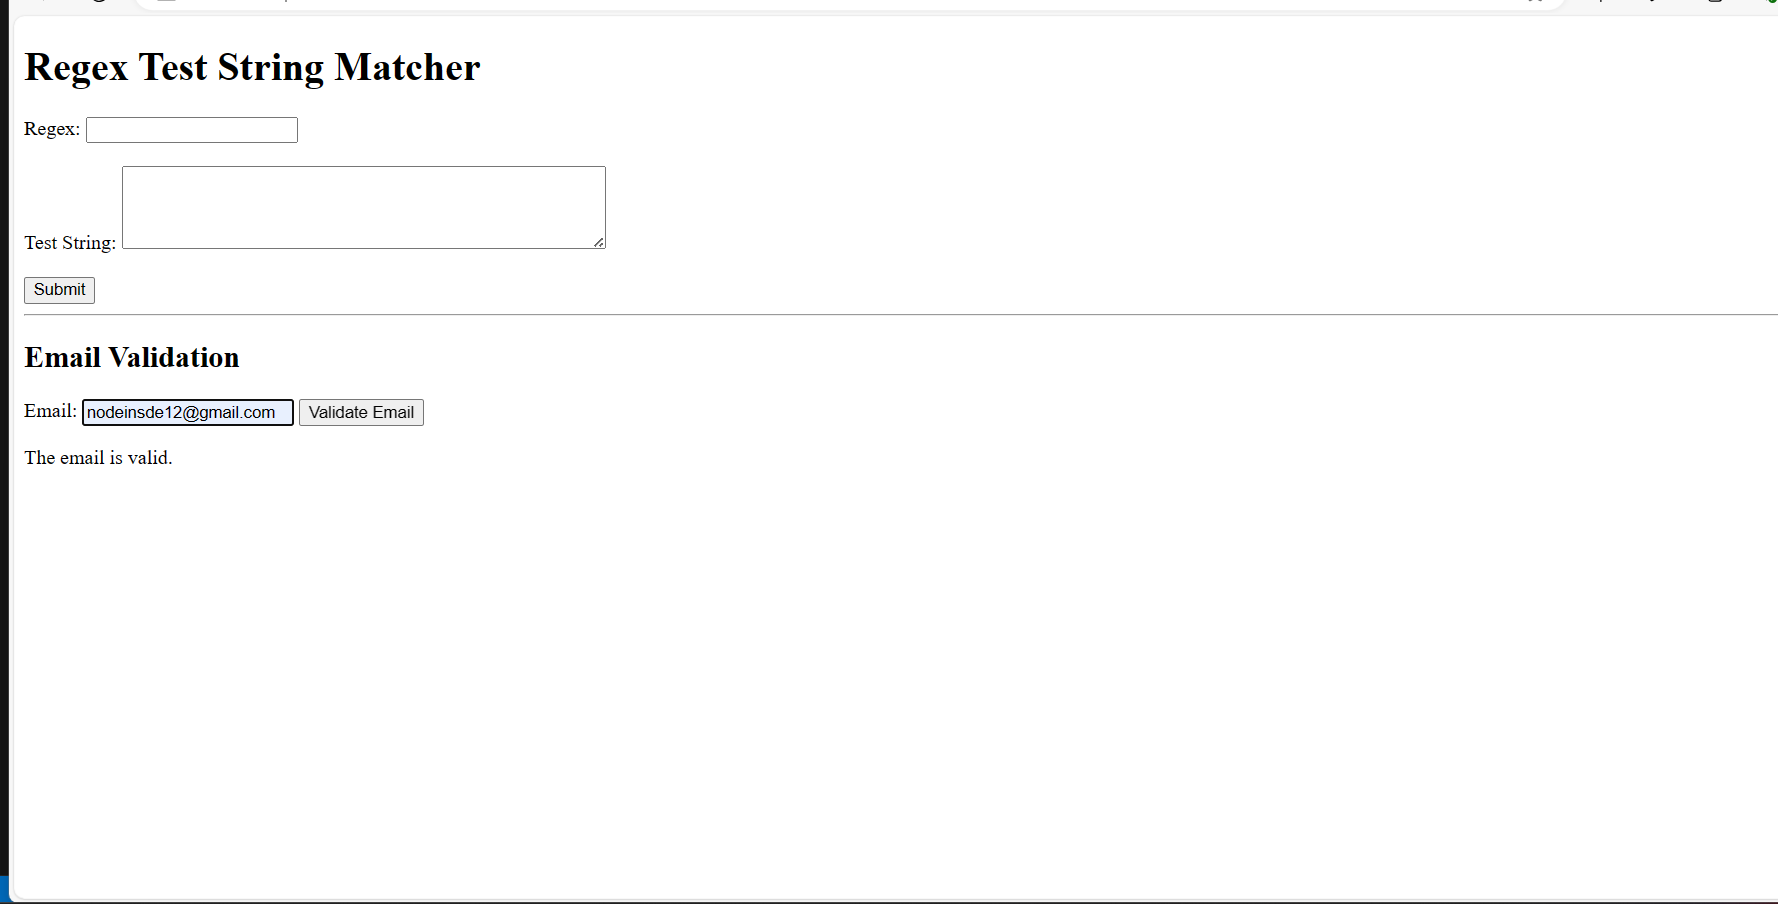 Regex Test String Matcher
Regex:
Test String:
Submit
Email Validation
Email: nodeinsde12@gmail.com Validate Email
The email is valid.